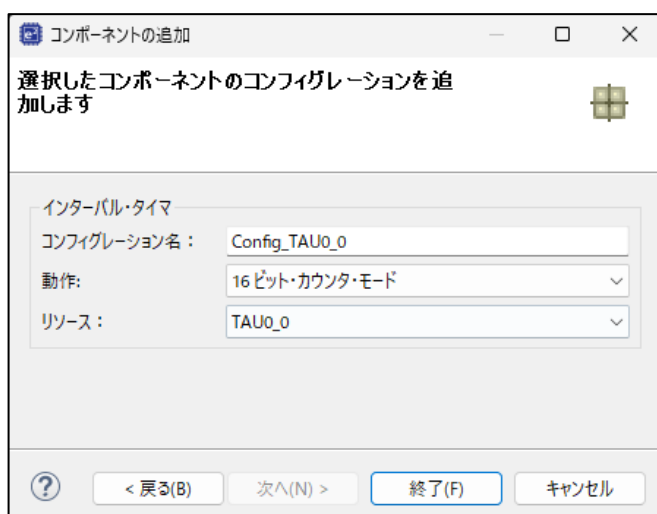 コンポーネントの追加
選択したコンポーネントのコンフィグレーションを追
加します
インターバル・タイマ
コンフィグレーション名：
Config_TAU0_0
動作:
16 ビット・カウンタ・モード
リソース：
TAU0_0
?
< 戻る(B)
次へ(N) >
終了(F)
キャンセル